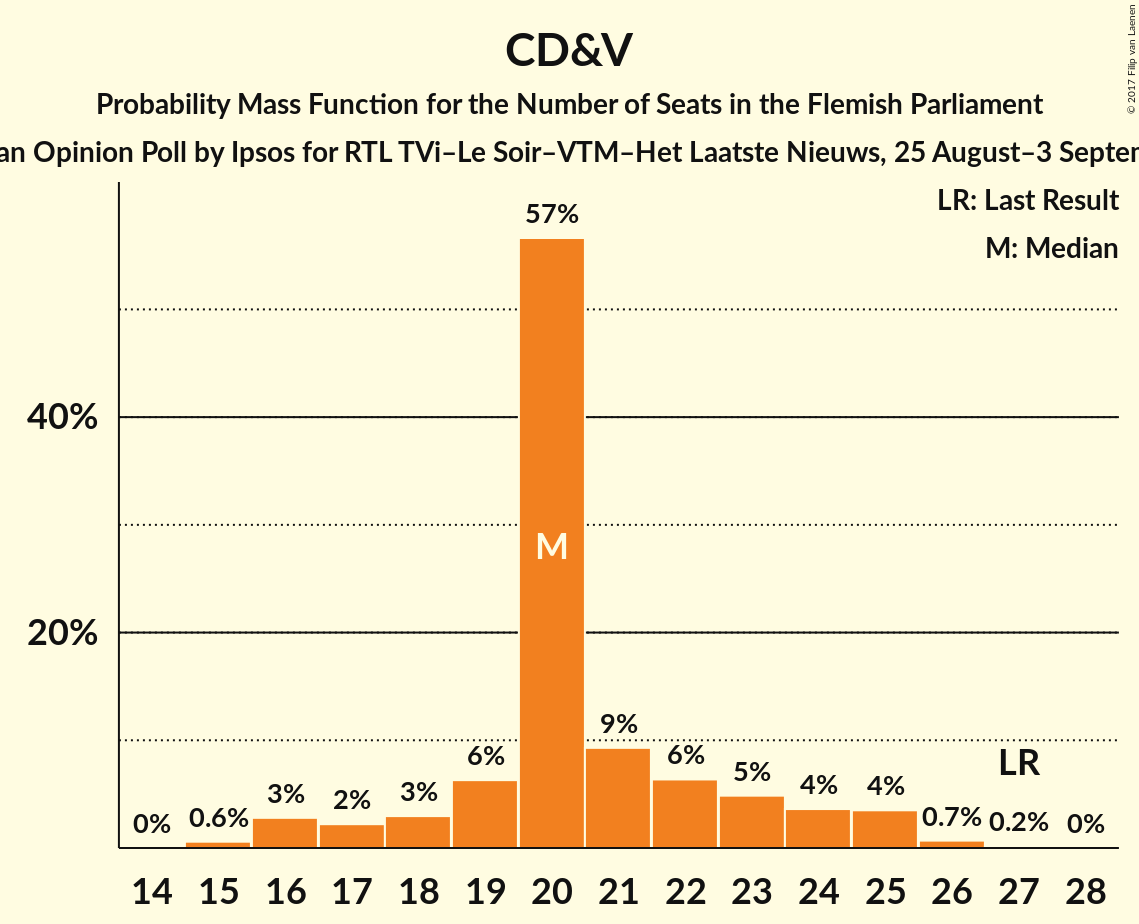 CD&V
Probability Mass Function for the Number of Seats in the Flemish Parliament
an Opinion Poll by Ipsos for RTL TVi–Le Soir–VTM–Het Laatste Nieuws, 25 August–3
© 2017 Filip van Laenen
LR: Last Result
M: Median
57%
40%
M
20%
9%
6% 6%
LR
5%
4% 4%
3% 3%
2%
0% 0.6% 0.7% 0.2% 0%
14 15 16 17 18 19 20 21 22 23 24 25 26 27 28